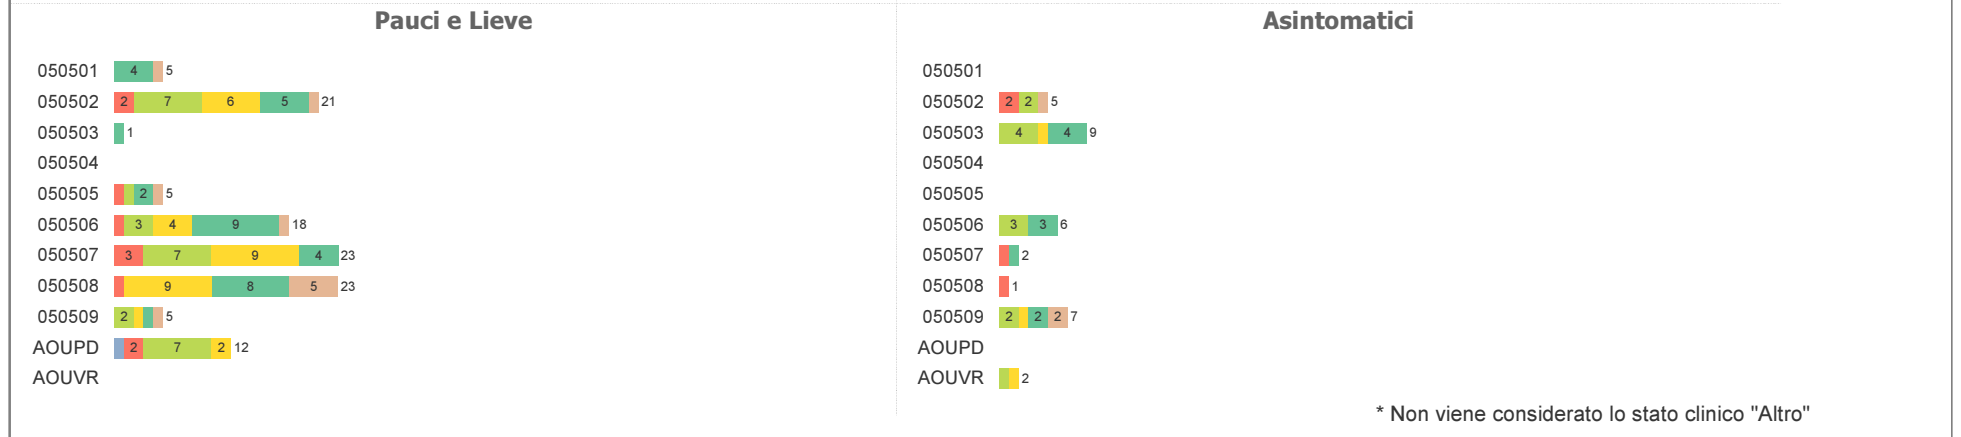 Pauci e Lieve
050501 4 5
050502 2 7 6 5 21
050503 1
050504
050505 2 5
050506 3 4 9 18
050507 3 7 9 4 23
050508 9 8 5 23
050509 2 5
AOUPD 2 7 2 12
AOUVR
Asintomatici
050501
050502 2 2 5
050503 4 4 9
050504
050505
050506 3 3 6
050507 2
050508 1
050509 2 2 2 7
AOUPD
AOUVR 2
* Non viene considerato lo stato clinico "Altro"